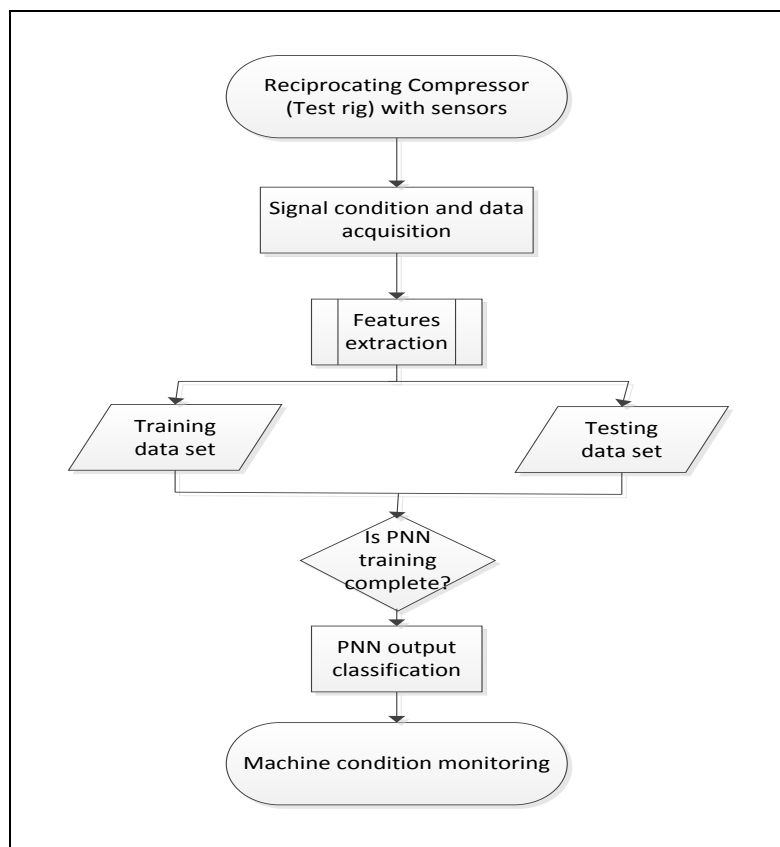 Reciprocating Compressor
(Test rig) with sensors
Signal condition and data
acquisition
Features
extraction
Training
data set
Testing
data set
Is PNN
training
complete?
PNN output
classification
Machine condition monitoring